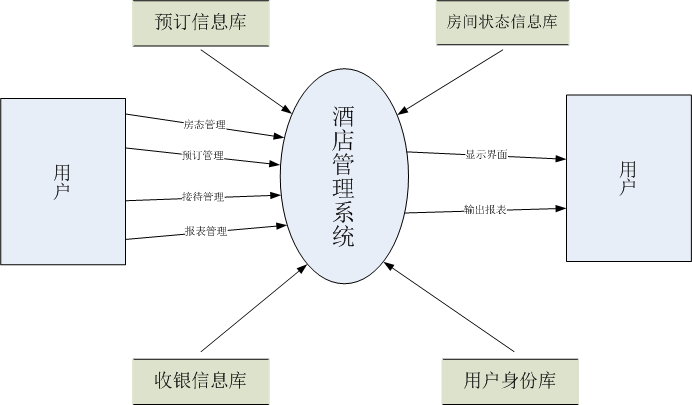 预订信息库
房间状态信息库
用户
房态管理
预订管理
接待管理
报表管理
酒店管理系统
显示界面
输出报表
用户
收银信息库
用户身份库